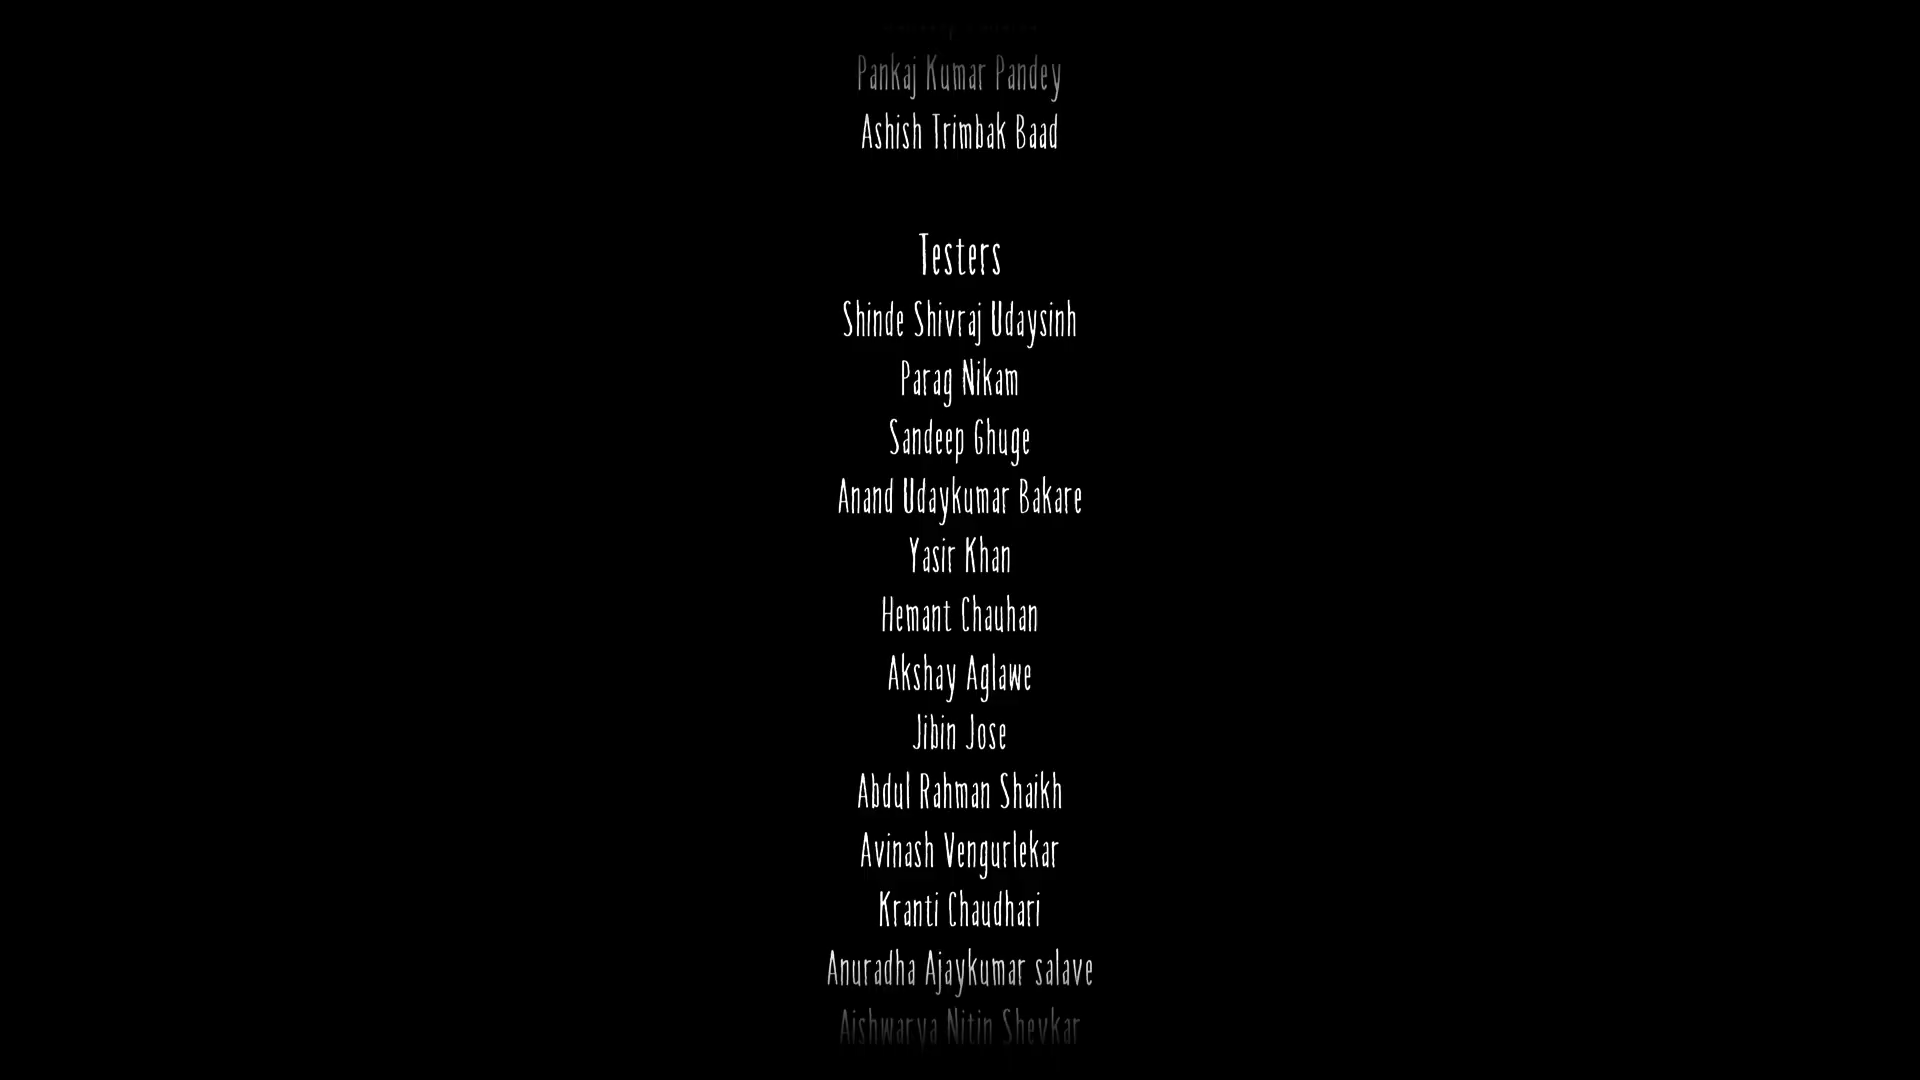 Pankaj Kumar Pandey
Ashish Trimbak Baad
Testers
Shinde Shivraj Udaysinh
Parag Nikam
Sandeep Ghuge
Anand Udaykumar Bakare
Yasir Khan
Hemant Chauhan
Akshay Aglawe
Jibin Jose
Abdul Rahman Shaikh
Avinash Vengurlekar
Kranti Chaudhari
Anuradha Ajaykumar salave
Aishwarya Nitin Shevkar